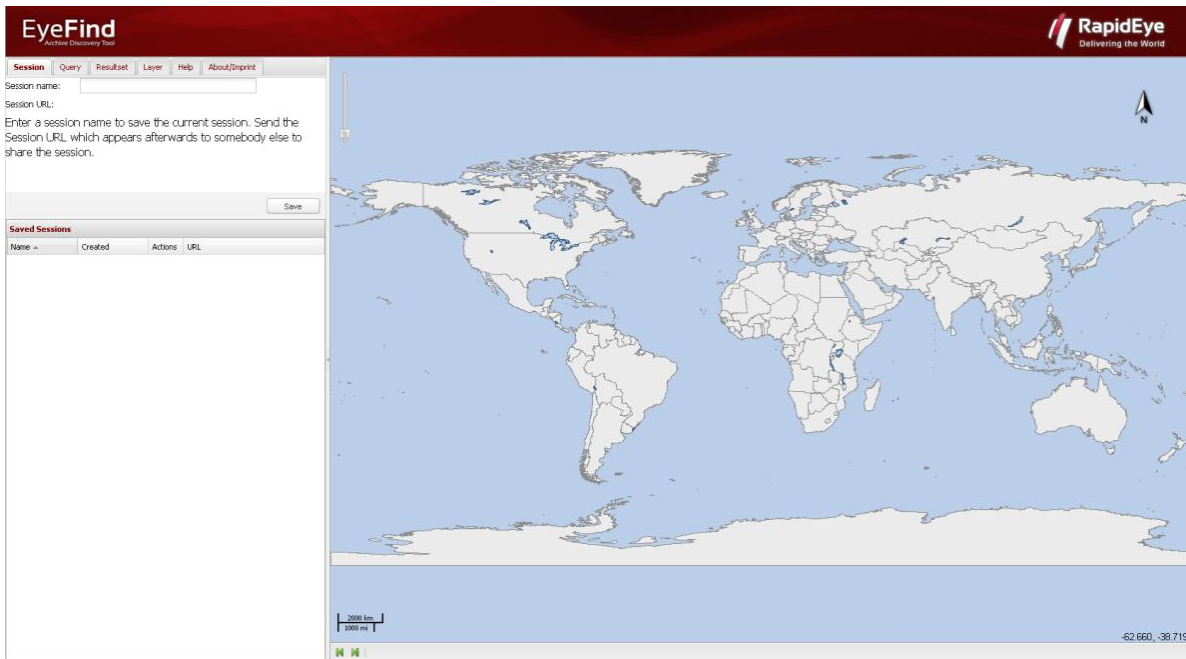 EyeFind
Archive Discovery Tool
RapidEye
Delivering the World
Session Query Resultset Layer Help About/Imprint
Session name:
Session URL:
Enter a session name to save the current session. Send the
Session URL which appears afterwards to somebody else to
share the session.
Save
Saved Sessions
Name Created Actions URL
N
2000 km
1000 mi
-62.660, -38.719